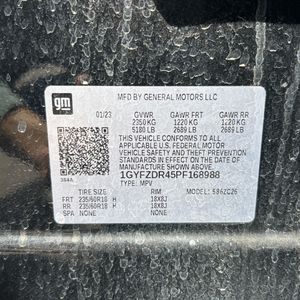 gm
MFD BY GENERAL MOTORS LLC
01/23 GVWR GAWR FRT GAWR RR
2350 KG 1220 KG 1220 KG
5180 LB 2689 LB 2689 LB
THIS VEHICLE CONFORMS TO ALL
APPLICABLE U.S. FEDERAL MOTOR
VEHICLE SAFETY AND THEFT
PREVENTION STANDARDS IN EFFECT
ON THE DATE OF MANUFACTURE
SHOWN ABOVE.
1GYFZDR45PF168988
TYPE: MPV
TIRE SIZE RIM MODEL:
FRT 235/60R18 H 18X8J
RR 235/60R18 H 18X8J
SPA NONE NONE